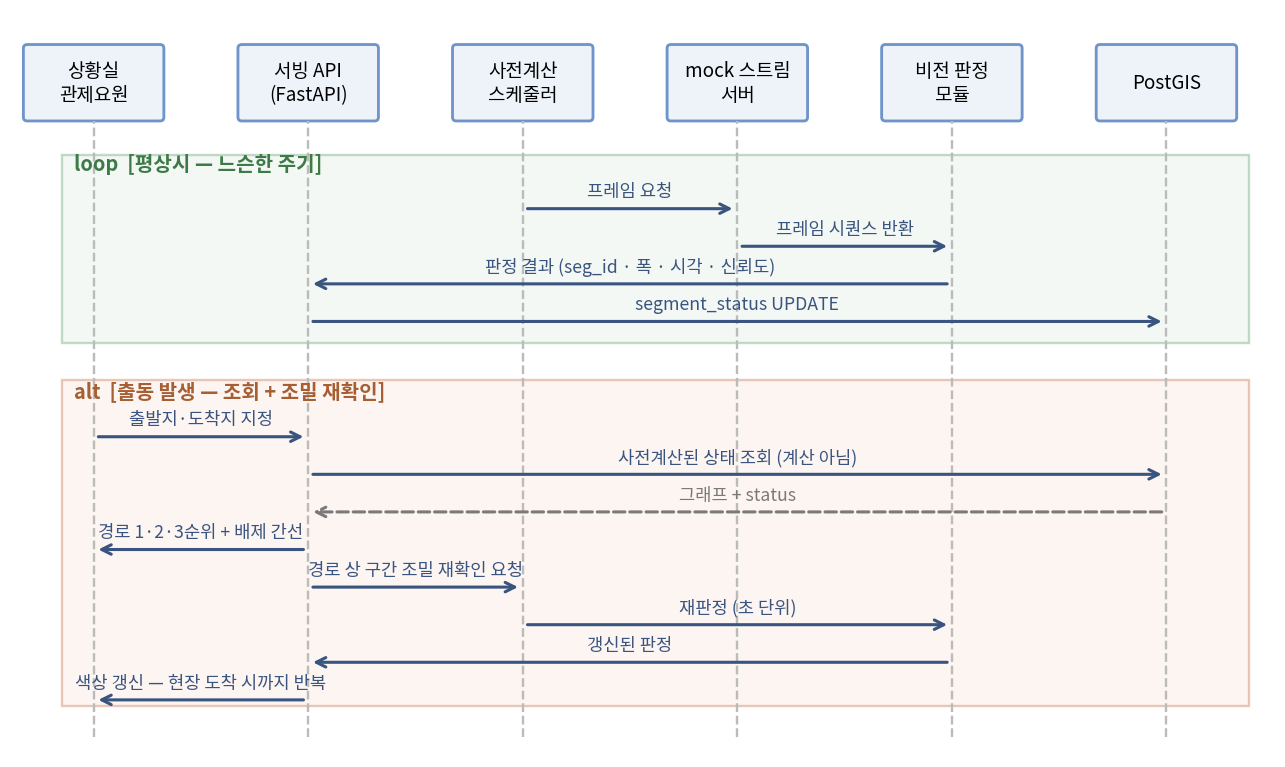 상황실
관제요원
서빙 API
(FastAPI)
사전계산
스케줄러
mock 스트림
서버
비전 판정
모듈
PostGIS
loop [평상시 — 느슨한 주기]
프레임 요청
프레임 시퀀스 반환
판정 결과 (seg_id · 폭 · 시각 · 신뢰도)
segment_status UPDATE
alt [출동 발생 — 조회 + 조밀 재확인]
출발지·도착지 지정
사전계산된 상태 조회 (계산 아님)
그래프 + status
경로 1·2·3순위 + 배제 간선
경로 상 구간 조밀 재확인 요청
재판정 (초 단위)
갱신된 판정
색상 갱신 — 현장 도착 시까지 반복